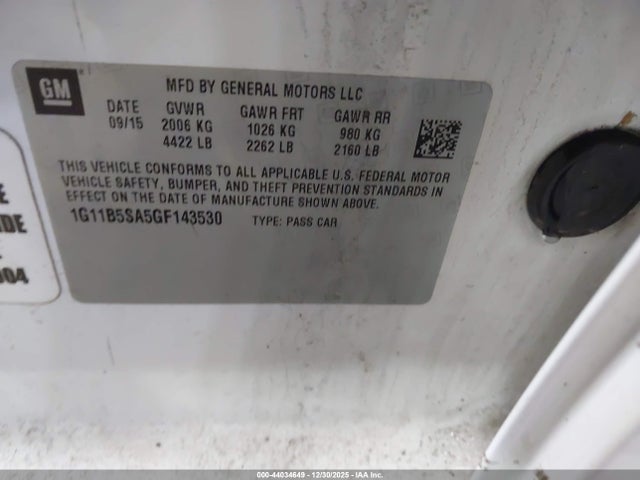 GM
MFD BY GENERAL MOTORS LLC
DATE GVWR GAWR FRT GAWR RR
09/15 2006 KG 1026 KG 980 KG
4422 LB 2262 LB 2160 LB
THIS VEHICLE CONFORMS TO ALL APPLICABLE U.S. FEDERAL MOTOR
VEHICLE SAFETY, BUMPER, AND THEFT PREVENTION STANDARDS IN
EFFECT ON THE DATE OF MANUFACTURE SHOWN ABOVE.
1G11B5SA5GF143530 TYPE: PASS CAR
000-44034649 - 12/30/2025 - IAA Inc.